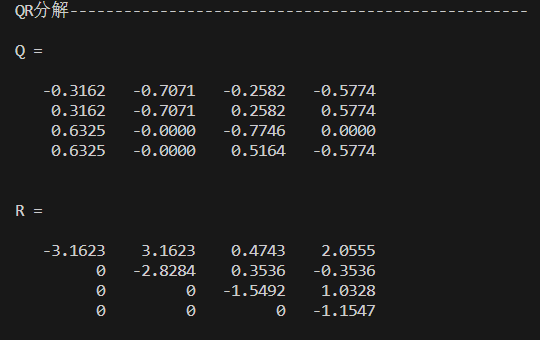 QR分解--------------------------------------------------
Q =
-0.3162 -0.7071 -0.2582 -0.5774
0.3162 -0.7071 0.2582 0.5774
0.6325 -0.0000 -0.7746 0.0000
0.6325 -0.0000 0.5164 -0.5774
R =
-3.1623 3.1623 0.4743 2.0555
0 -2.8284 0.3536 -0.3536
0 0 -1.5492 1.0328
0 0 0 -1.1547